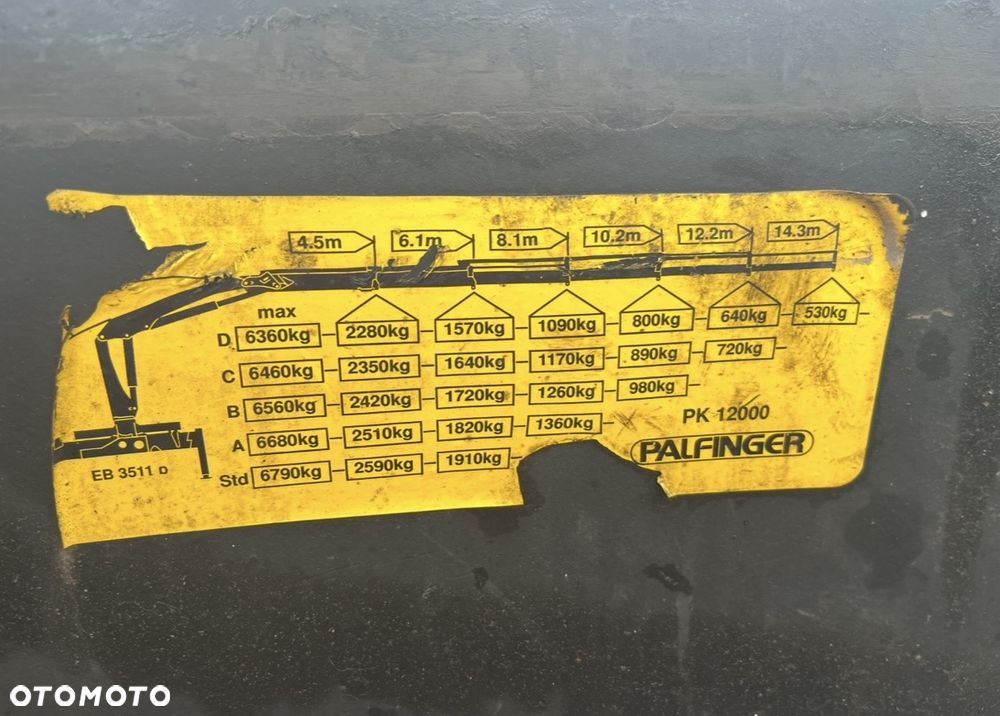 4.5m 6.1m 8.1m 10.2m 12.2m 14.3m
max
D 6360kg 2280kg 1570kg 1090kg 800kg 640kg 530kg
C 6460kg 2350kg 1640kg 1170kg 890kg 720kg
B 6560kg 2420kg 1720kg 1260kg 980kg
A 6680kg 2510kg 1820kg 1360kg
Std 6790kg 2590kg 1910kg
PK 12000
PALFINGER
EB 3511 D
OTOMOTO